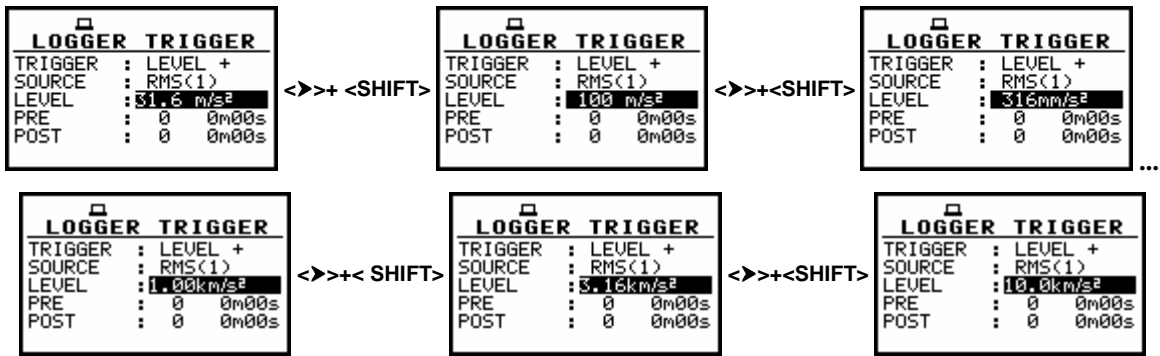 LOGGER TRIGGER
TRIGGER : LEVEL +
SOURCE : RMS(1)
LEVEL : 31.6 m/s²
PRE : 0 0m00s
POST : 0 0m00s
<➤>+ <SHIFT>
LOGGER TRIGGER
TRIGGER : LEVEL +
SOURCE : RMS(1)
LEVEL : 100 m/s²
PRE : 0 0m00s
POST : 0 0m00s
<➤>+<SHIFT>
LOGGER TRIGGER
TRIGGER : LEVEL +
SOURCE : RMS(1)
LEVEL : 316mm/s²
PRE : 0 0m00s
POST : 0 0m00s
...
LOGGER TRIGGER
TRIGGER : LEVEL +
SOURCE : RMS(1)
LEVEL :1.00km/s²
PRE : 0 0m00s
POST : 0 0m00s
<➤>+< SHIFT>
LOGGER TRIGGER
TRIGGER : LEVEL +
SOURCE : RMS(1)
LEVEL :3.16km/s²
PRE : 0 0m00s
POST : 0 0m00s
<➤>+<SHIFT>
LOGGER TRIGGER
TRIGGER : LEVEL +
SOURCE : RMS(1)
LEVEL :10.0km/s²
PRE : 0 0m00s
POST : 0 0m00s